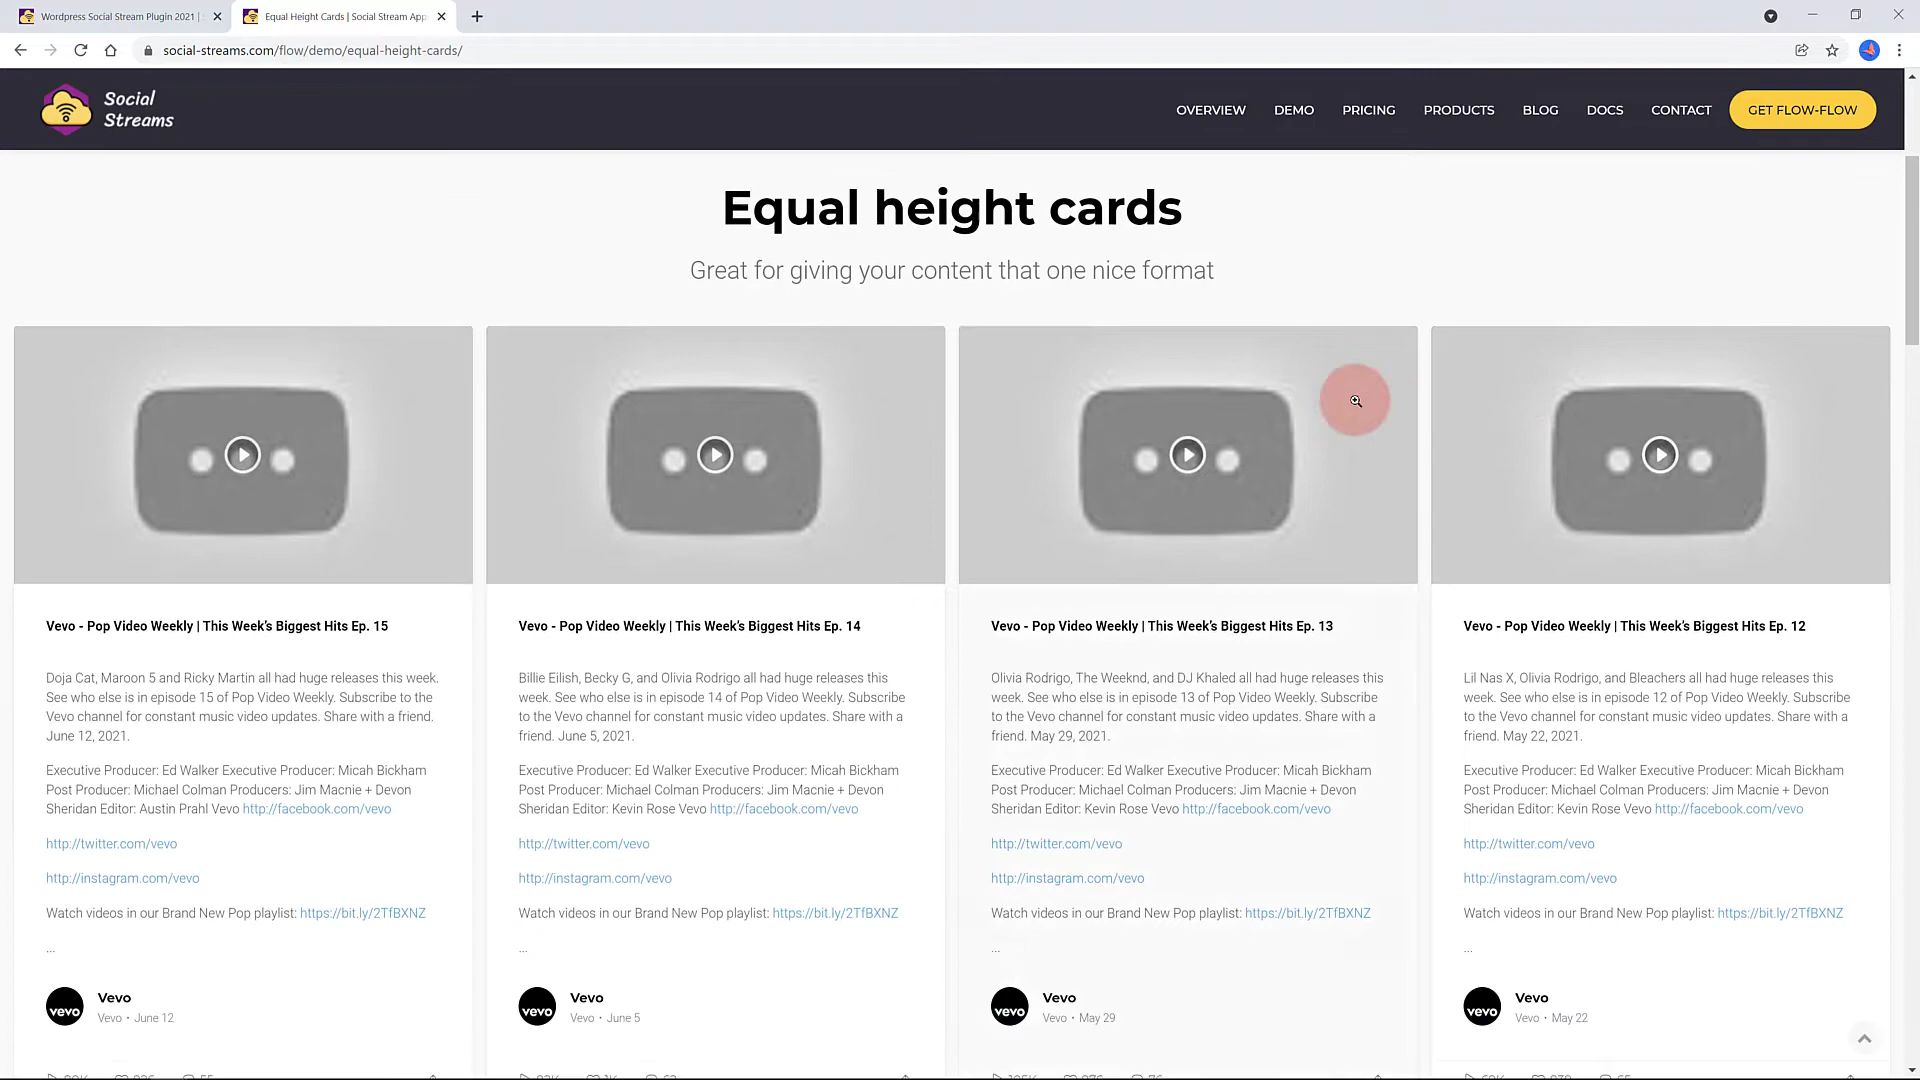 Wordpress Social Stream Plugin 2021 |
Equal Height Cards | Social Stream App
social-streams.com/flow/demo/equal-height-cards/
Social
Streams
OVERVIEW DEMO PRICING PRODUCTS BLOG DOCS CONTACT GET FLOW-FLOW
Equal height cards
Great for giving your content that one nice format
Vevo - Pop Video Weekly | This Week's Biggest Hits Ep. 15
Doja Cat, Maroon 5 and Ricky Martin all had huge releases this week.
See who else is in episode 15 of Pop Video Weekly. Subscribe to the
Vevo channel for constant music video updates. Share with a friend.
June 12, 2021.
Executive Producer: Ed Walker Executive Producer: Micah Bickham
Post Producer: Michael Colman Producers: Jim Macnie + Devon
Sheridan Editor: Austin Prahl Vevo http://facebook.com/vevo
http://twitter.com/vevo
http://instagram.com/vevo
Watch videos in our Brand New Pop playlist: https://bit.ly/2TfBXNZ
...
vevo
Vevo
Vevo • June 12
Vevo - Pop Video Weekly | This Week's Biggest Hits Ep. 14
Billie Eilish, Becky G, and Olivia Rodrigo all had huge releases this
week. See who else is in episode 14 of Pop Video Weekly. Subscribe
to the Vevo channel for constant music video updates. Share with a
friend. June 5, 2021.
Executive Producer: Ed Walker Executive Producer: Micah Bickham
Post Producer: Michael Colman Producers: Jim Macnie + Devon
Sheridan Editor: Kevin Rose Vevo http://facebook.com/vevo
http://twitter.com/vevo
http://instagram.com/vevo
Watch videos in our Brand New Pop playlist: https://bit.ly/2TfBXNZ
...
vevo
Vevo
Vevo • June 5
Vevo - Pop Video Weekly | This Week's Biggest Hits Ep. 13
Olivia Rodrigo, The Weeknd, and DJ Khaled all had huge releases this
week. See who else is in episode 13 of Pop Video Weekly. Subscribe
to the Vevo channel for constant music video updates. Share with a
friend. May 29, 2021.
Executive Producer: Ed Walker Executive Producer: Micah Bickham
Post Producer: Michael Colman Producers: Jim Macnie + Devon
Sheridan Editor: Kevin Rose Vevo http://facebook.com/vevo
http://twitter.com/vevo
http://instagram.com/vevo
Watch videos in our Brand New Pop playlist: https://bit.ly/2TfBXNZ
...
vevo
Vevo
Vevo • May 29
Vevo - Pop Video Weekly | This Week's Biggest Hits Ep. 12
Lil Nas X, Olivia Rodrigo, and Bleachers all had huge releases this
week. See who else is in episode 12 of Pop Video Weekly. Subscribe
to the Vevo channel for constant music video updates. Share with a
friend. May 22, 2021.
Executive Producer: Ed Walker Executive Producer: Micah Bickham
Post Producer: Michael Colman Producers: Jim Macnie + Devon
Sheridan Editor: Kevin Rose Vevo http://facebook.com/vevo
http://twitter.com/vevo
http://instagram.com/vevo
Watch videos in our Brand New Pop playlist: https://bit.ly/2TfBXNZ
...
vevo
Vevo
Vevo • May 22